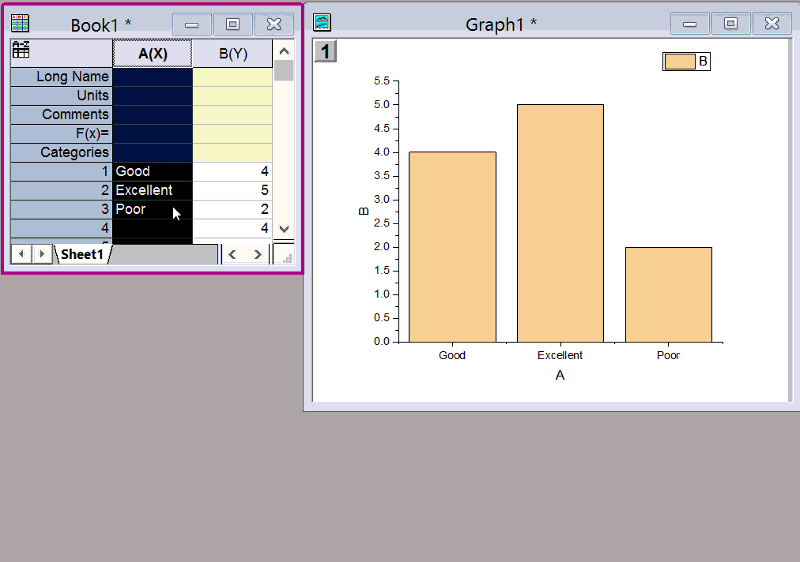 Book1 *
A(X) B(Y)
Long Name
Units
Comments
F(x)=
Categories
1 Good 4
2 Excellent 5
3 Poor 2
4 4
Sheet1
Graph1 *
1
B
5.5
5.0
4.5
4.0
3.5
3.0
2.5
2.0
1.5
1.0
0.5
0.0
B
Good Excellent Poor
A